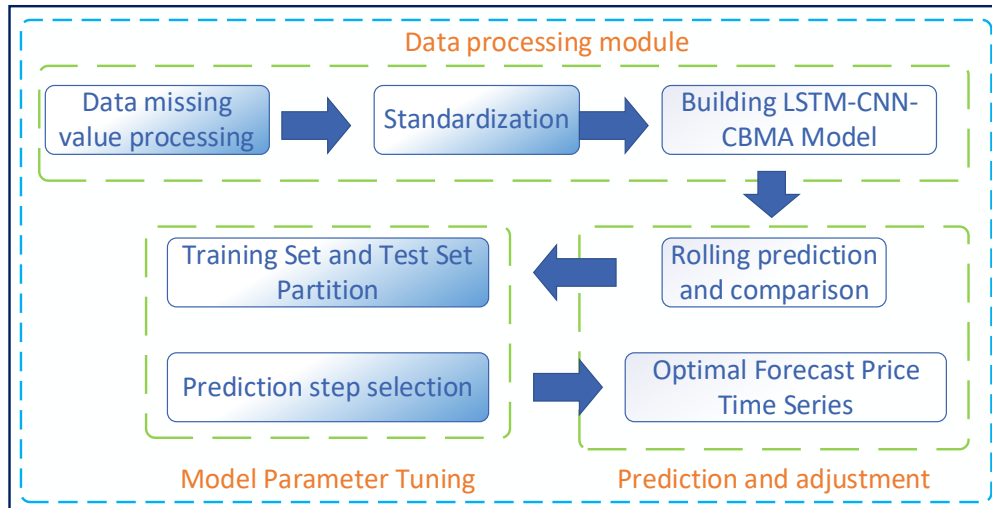 Data processing module
Data missing
value processing
Standardization
Building LSTM-CNN-
CBMA Model
Training Set and Test Set
Partition
Rolling prediction
and comparison
Prediction step selection
Optimal Forecast Price
Time Series
Model Parameter Tuning
Prediction and adjustment